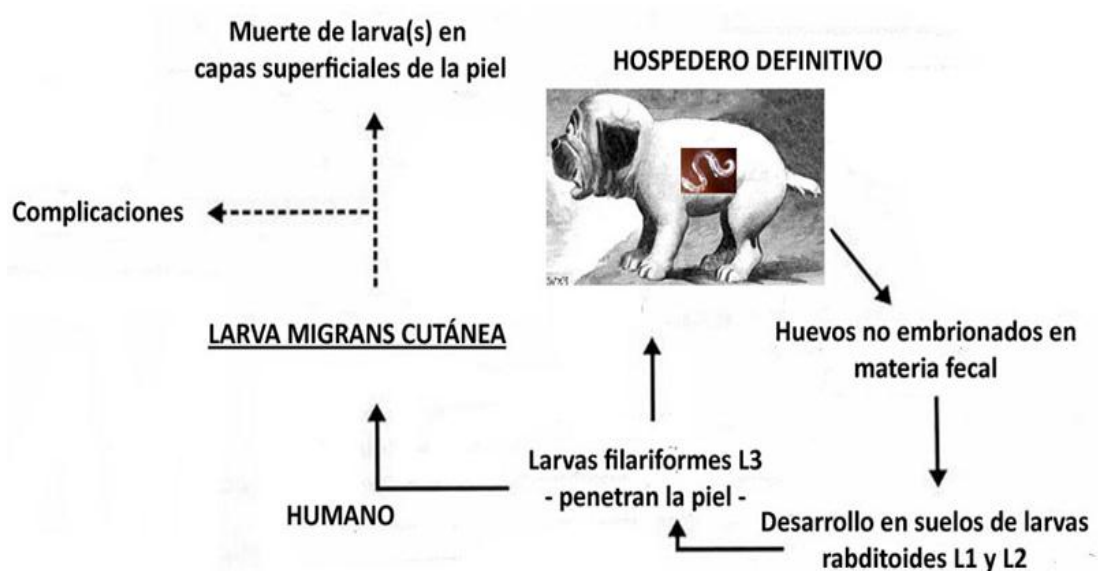 Muerte de larva(s) en
capas superficiales de la piel
HOSPEDERO DEFINITIVO
Complicaciones
LARVA MIGRANS CUTÁNEA
Huevos no embrionados en
materia fecal
Larvas filariformes L3
- penetran la piel -
HUMANO
Desarrollo en suelos de larvas
rabditoides L1 y L2